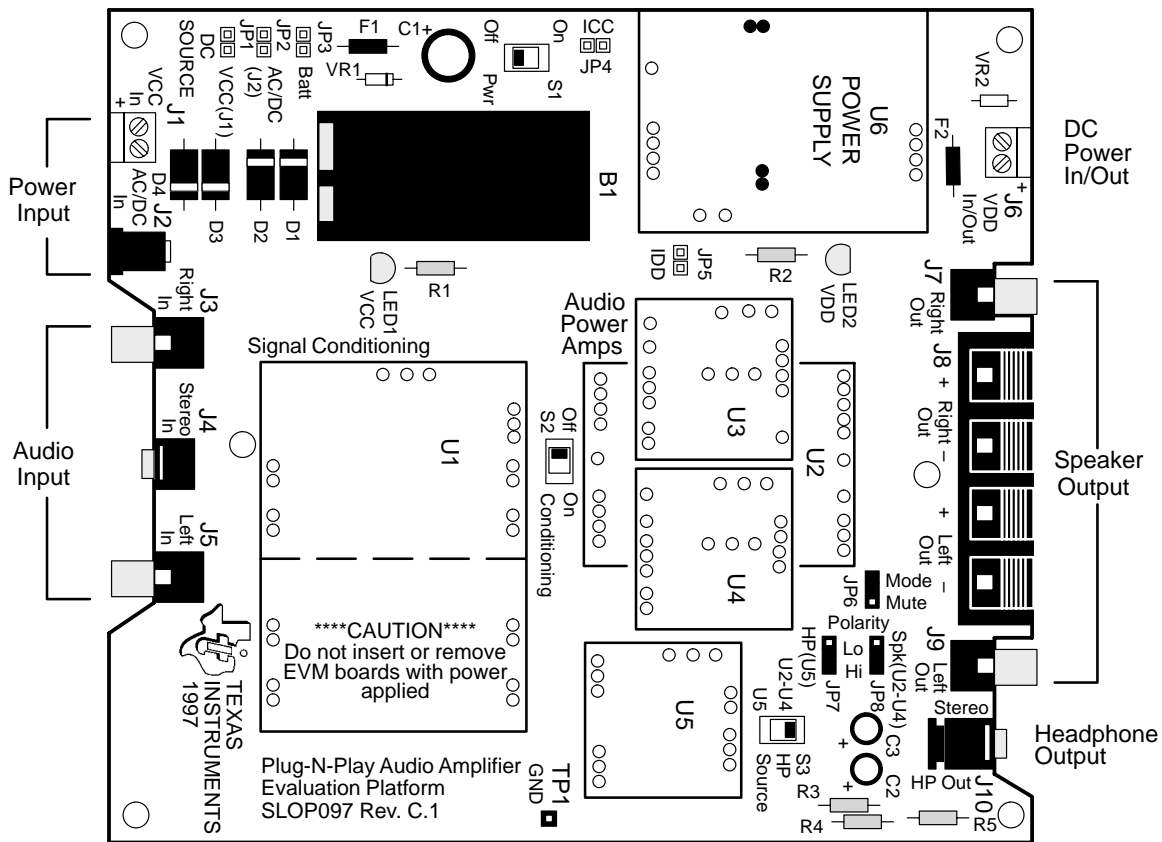 F1
C1+
Off
On
ICC
JP4
JP3
JP2
JP1
Batt
AC/DC
(J2)
VCC(J1)
DC
SOURCE
VR1
Pwr
S1
U6
POWER
SUPPLY
VR2
F2
DC
Power
In/Out
J1
VCC
In
+
Power
Input
D4
J2
AC/DC
In
D3
D2
D1
B1
+
J6
VDD
In/Out
JP5
IDD
R2
LED2
VDD
J7
Right
Out
J3
Right
In
LED1
VCC
R1
Audio
Power
Amps
Signal Conditioning
J8
+
Right
Out
−
+
Left
Out
−
Speaker
Output
J4
Stereo
In
Audio
Input
J5
Left
In
U1
Off
S2
On
Conditioning
U3
U2
U4
JP6
Mode
Mute
Polarity
HP(U5)
Lo
Hi
Spk(U2-U4)
JP7
JP8
J9
Left
Out
****CAUTION****
Do not insert or remove
EVM boards with power
applied
TEXAS
INSTRUMENTS
1997
U5
U2-U4
U5
S3
HP
Source
+
C3
C2
+
Stereo
HP Out
J10
Headphone
Output
Plug-N-Play Audio Amplifier
Evaluation Platform
SLOP097 Rev. C.1
TP1
GND
R3
R4
R5